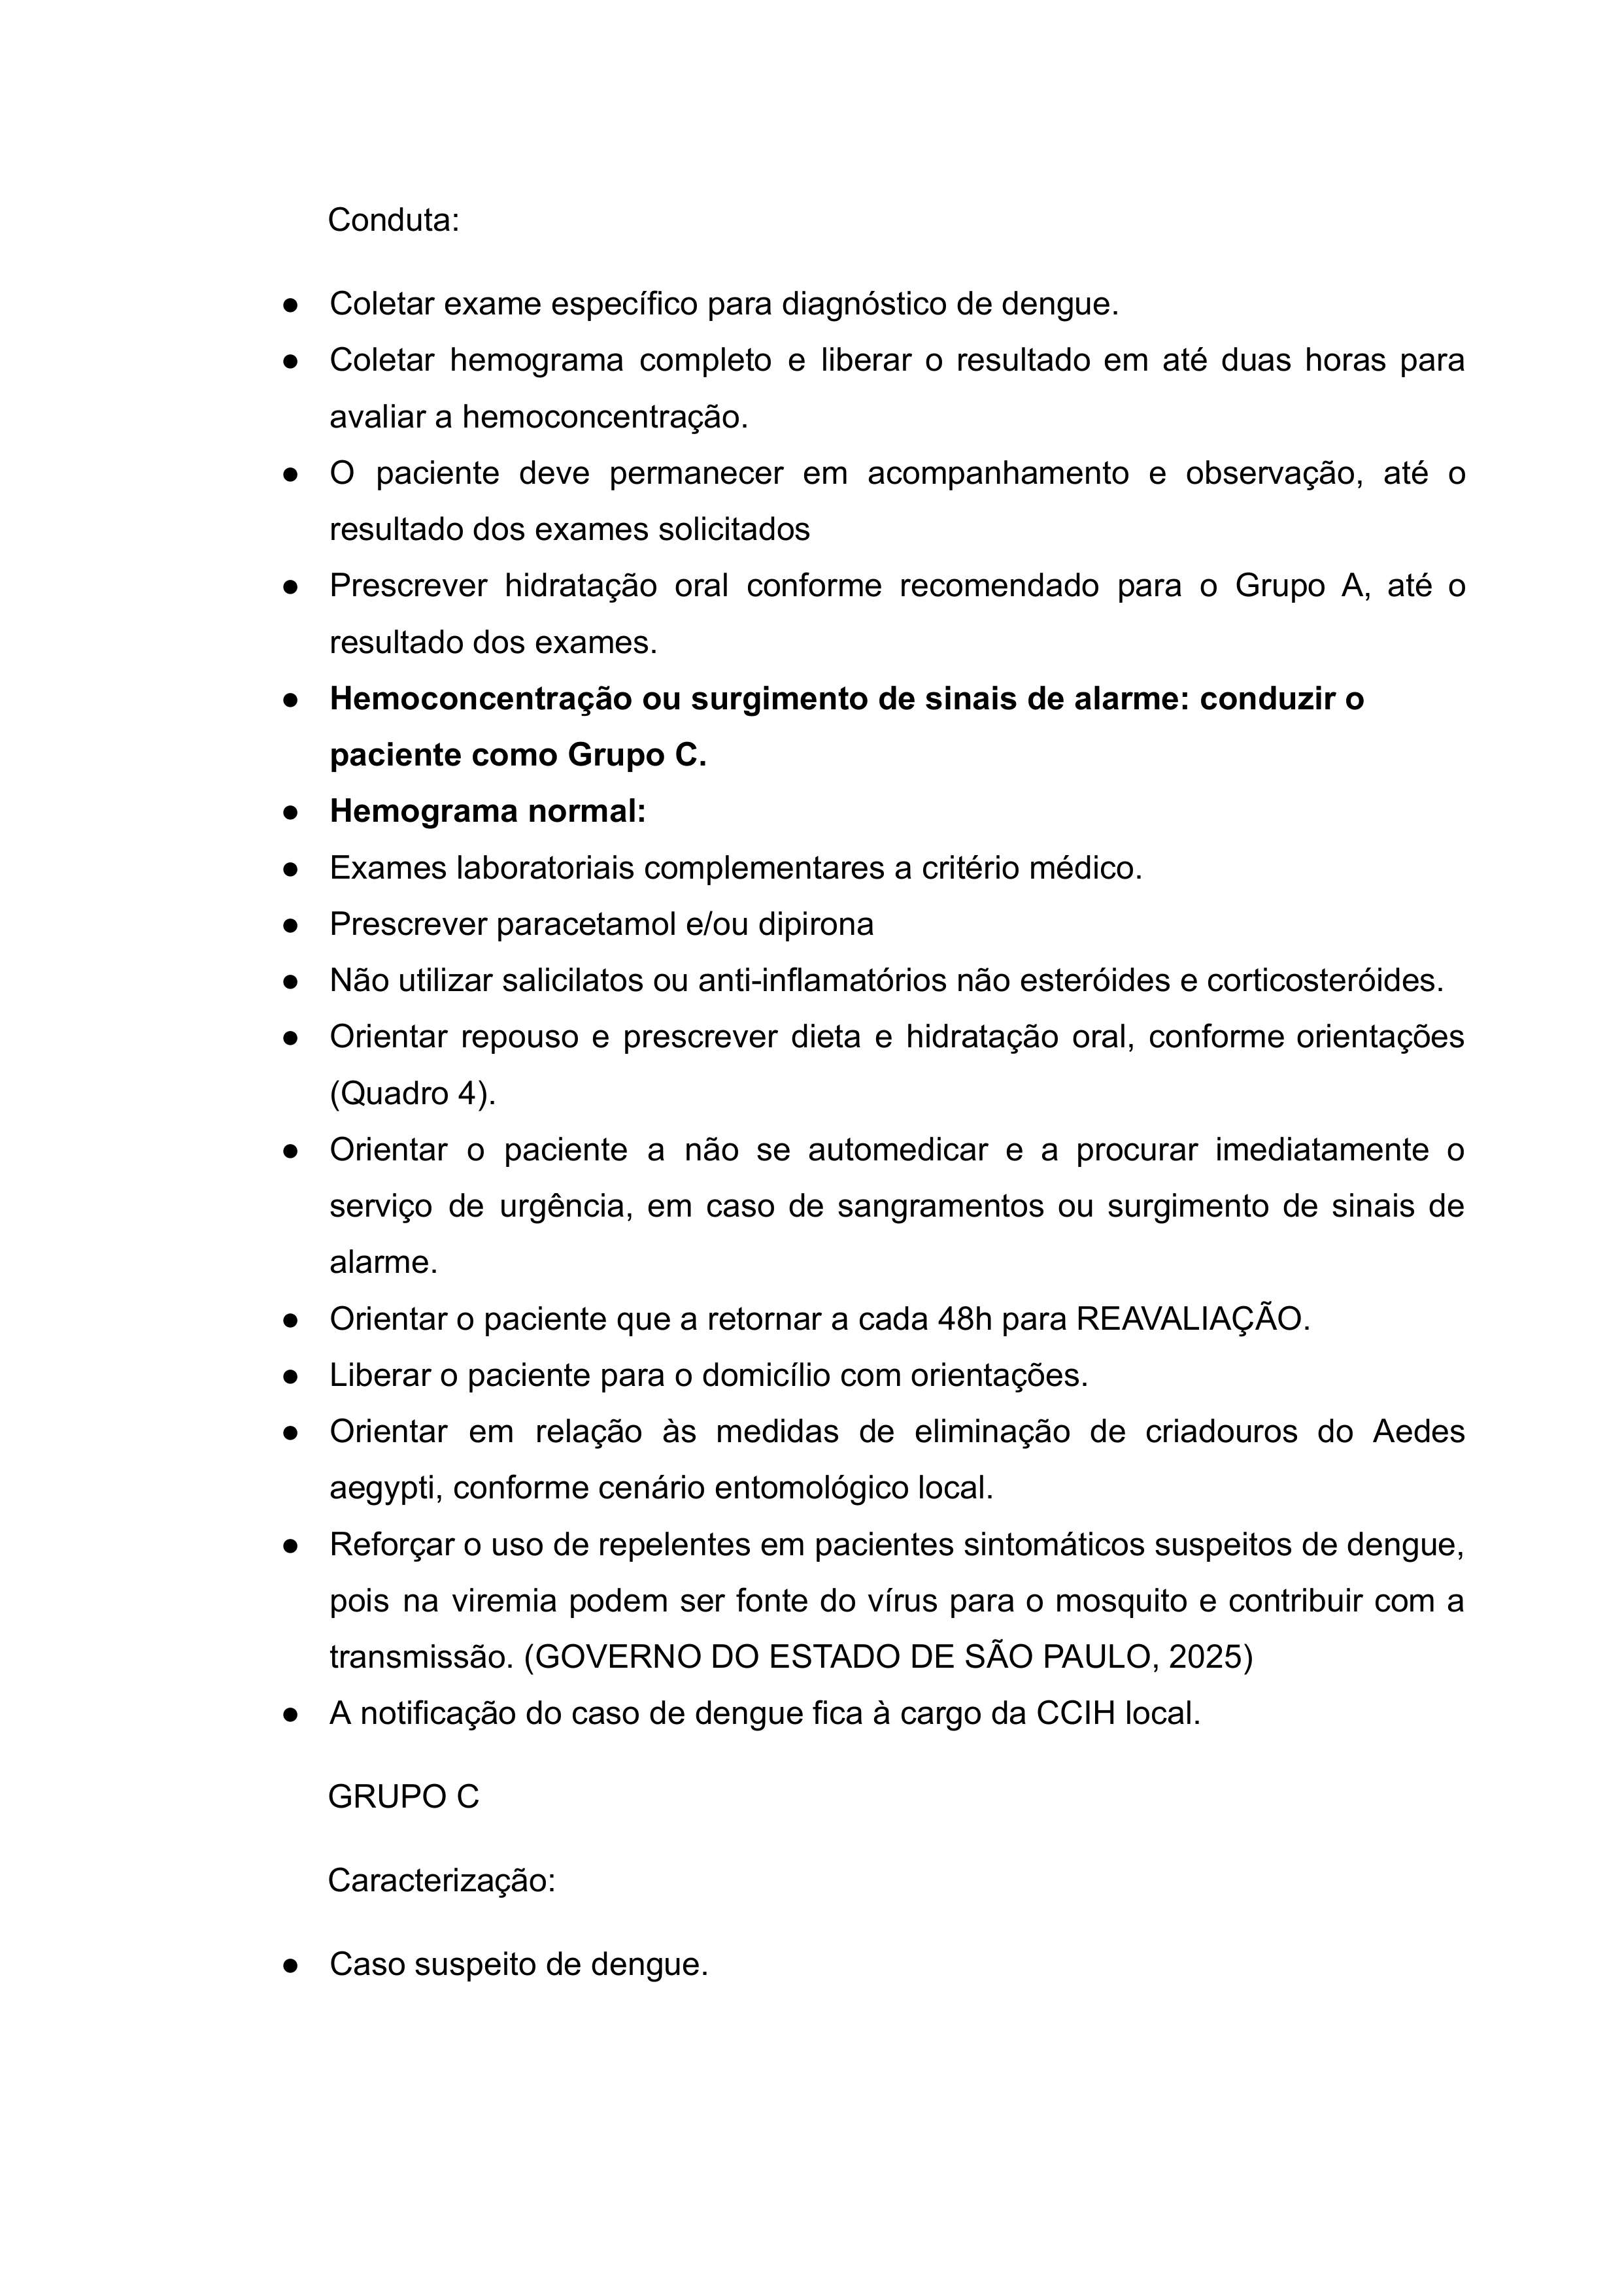 Conduta:
● Coletar exame específico para diagnóstico de dengue.
● Coletar hemograma completo e liberar o resultado em até duas horas para
avaliar a hemoconcentração.
● O paciente deve permanecer em acompanhamento e observação, até o
resultado dos exames solicitados
● Prescrever hidratação oral conforme recomendado para o Grupo A, até o
resultado dos exames.
● Hemoconcentração ou surgimento de sinais de alarme: conduzir o
paciente como Grupo C.
● Hemograma normal:
● Exames laboratoriais complementares a critério médico.
● Prescrever paracetamol e/ou dipirona
● Não utilizar salicilatos ou anti-inflamatórios não esteróides e corticosteróides.
● Orientar repouso e prescrever dieta e hidratação oral, conforme orientações
(Quadro 4).
● Orientar o paciente a não se automedicar e a procurar imediatamente o
serviço de urgência, em caso de sangramentos ou surgimento de sinais de
alarme.
● Orientar o paciente que a retornar a cada 48h para REAVALIAÇÃO.
● Liberar o paciente para o domicílio com orientações.
● Orientar em relação às medidas de eliminação de criadouros do Aedes
aegypti, conforme cenário entomológico local.
● Reforçar o uso de repelentes em pacientes sintomáticos suspeitos de dengue,
pois na viremia podem ser fonte do vírus para o mosquito e contribuir com a
transmissão. (GOVERNO DO ESTADO DE SÃO PAULO, 2025)
● A notificação do caso de dengue fica à cargo da CCIH local.
GRUPO C
Caracterização:
● Caso suspeito de dengue.